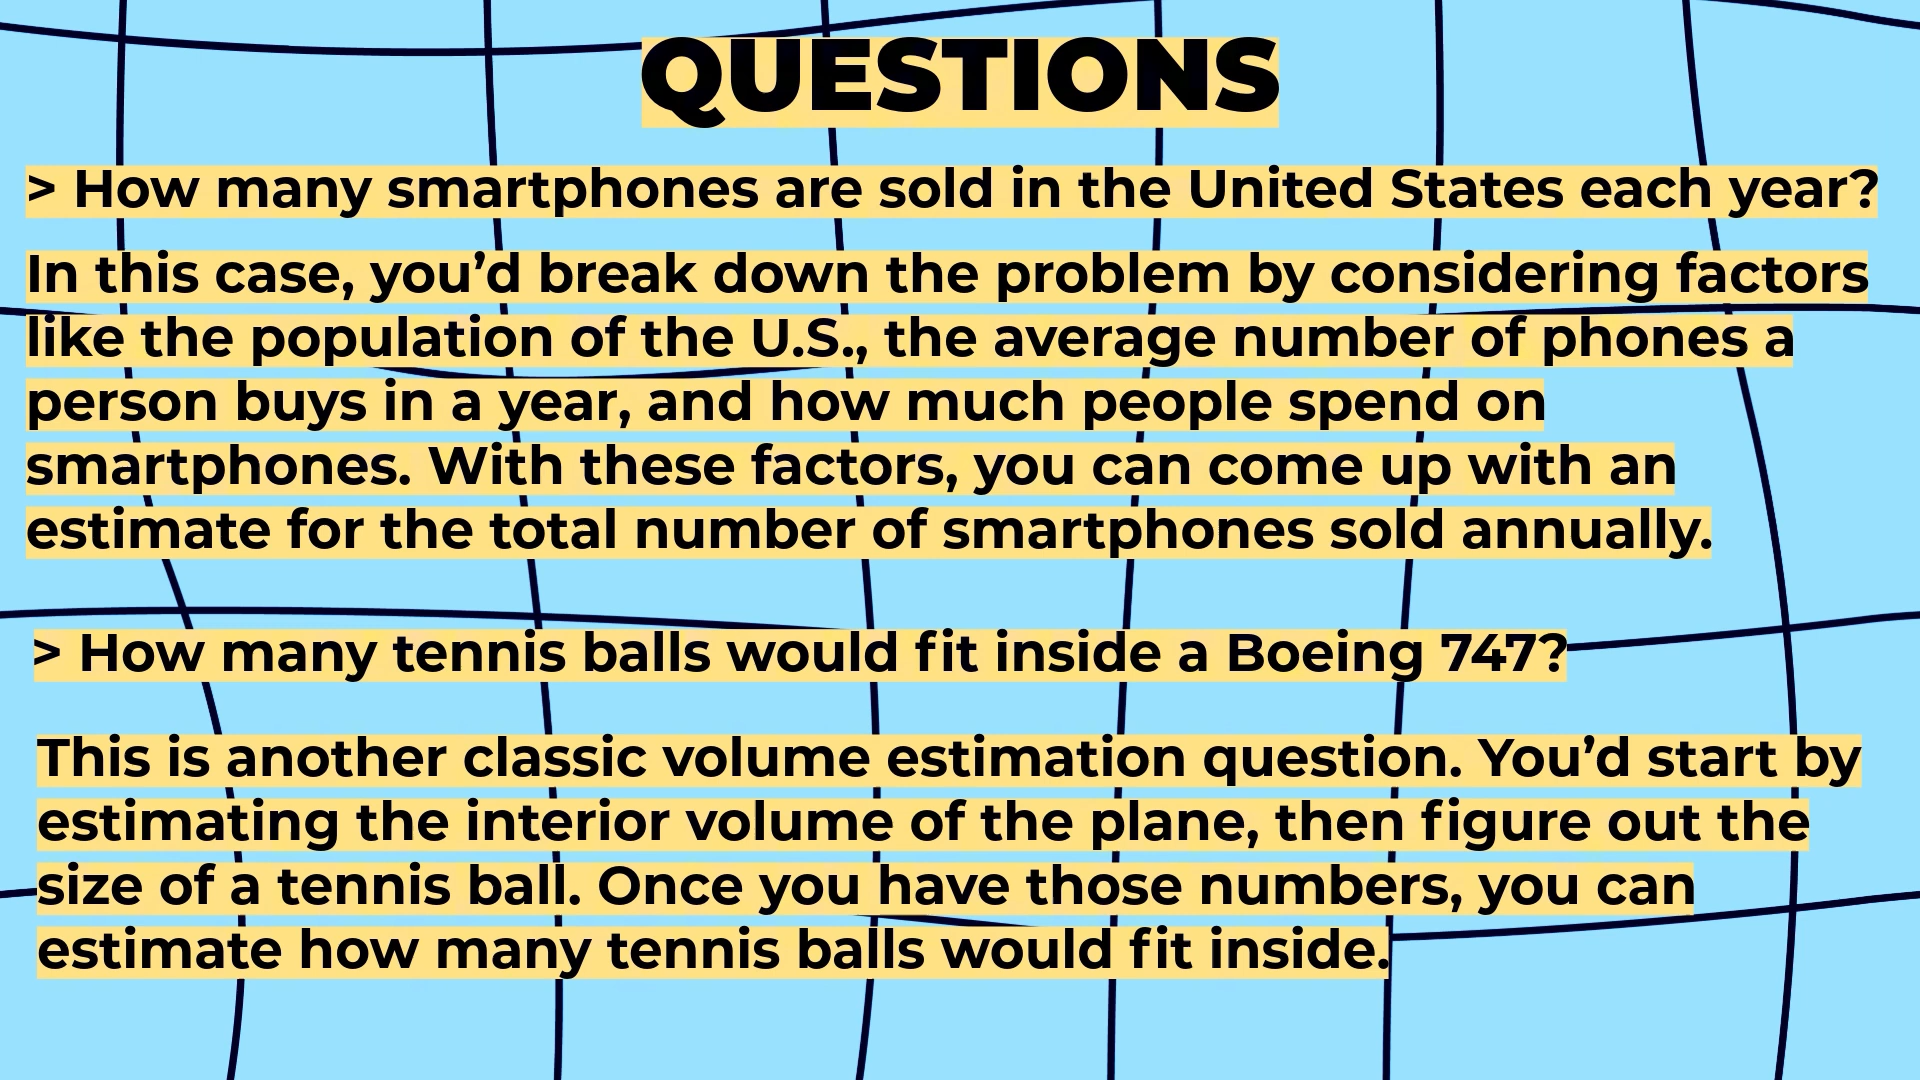 QUESTIONS
> How many smartphones are sold in the United States each year?
In this case, you’d break down the problem by considering factors
like the population of the U.S., the average number of phones a
person buys in a year, and how much people spend on
smartphones. With these factors, you can come up with an
estimate for the total number of smartphones sold annually.
> How many tennis balls would fit inside a Boeing 747?
This is another classic volume estimation question. You’d start by
estimating the interior volume of the plane, then figure out the
size of a tennis ball. Once you have those numbers, you can
estimate how many tennis balls would fit inside.